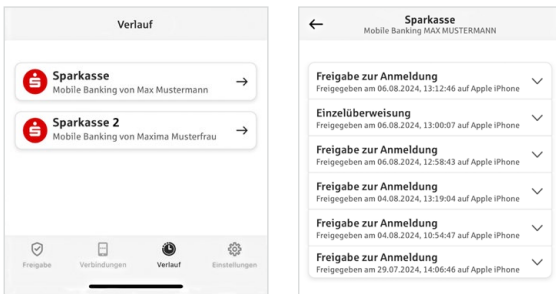 Verlauf
Sparkasse
Mobile Banking von Max Mustermann
Sparkasse 2
Mobile Banking von Maxima Musterfrau
Freigabe
Verbindungen
Verlauf
Einstellungen
Sparkasse
Mobile Banking MAX MUSTERMANN
Freigabe zur Anmeldung
Freigegeben am 06.08.2024, 13:12:46 auf Apple iPhone
Einzelüberweisung
Freigegeben am 06.08.2024, 13:00:07 auf Apple iPhone
Freigabe zur Anmeldung
Freigegeben am 06.08.2024, 12:58:43 auf Apple iPhone
Freigabe zur Anmeldung
Freigegeben am 04.08.2024, 13:19:04 auf Apple iPhone
Freigabe zur Anmeldung
Freigegeben am 04.08.2024, 10:54:47 auf Apple iPhone
Freigabe zur Anmeldung
Freigegeben am 29.07.2024, 14:06:46 auf Apple iPhone